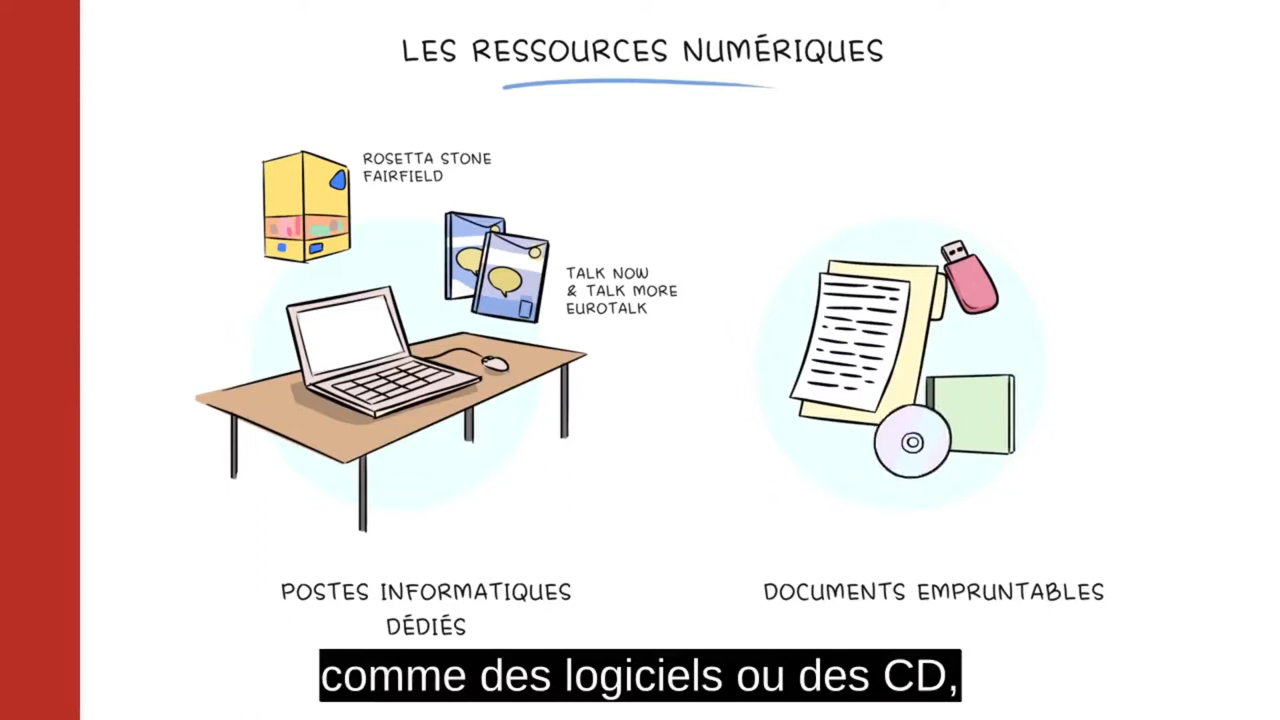 LES RESSOURCES NUMÉRIQUES
ROSETTA STONE
FAIRFIELD
TALK NOW
& TALK MORE
EUROTALK
POSTES INFORMATIQUES
DÉDIÉS
DOCUMENTS EMPRUNTABLES
comme des logiciels ou des CD,